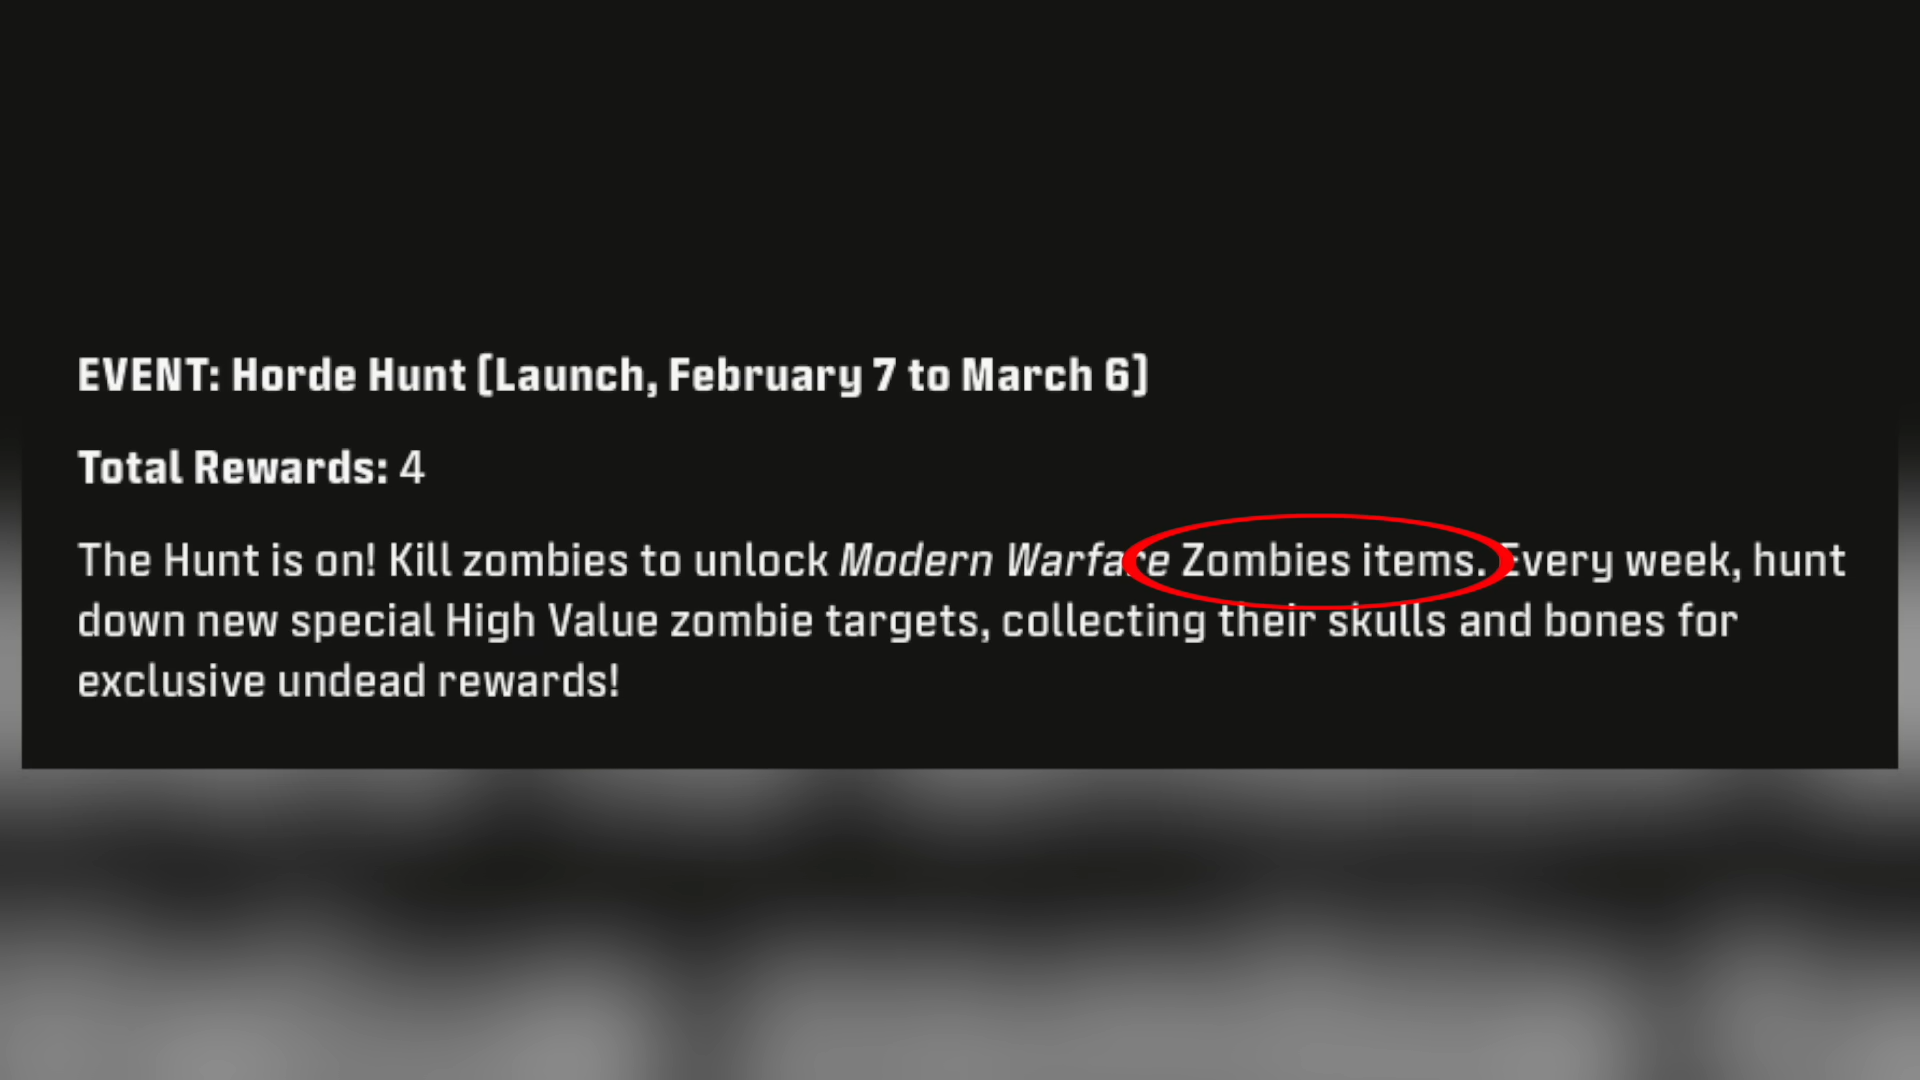 EVENT: Horde Hunt (Launch, February 7 to March 6)
Total Rewards: 4
The Hunt is on! Kill zombies to unlock Modern Warfare Zombies items. Every week, hunt
down new special High Value zombie targets, collecting their skulls and bones for
exclusive undead rewards!